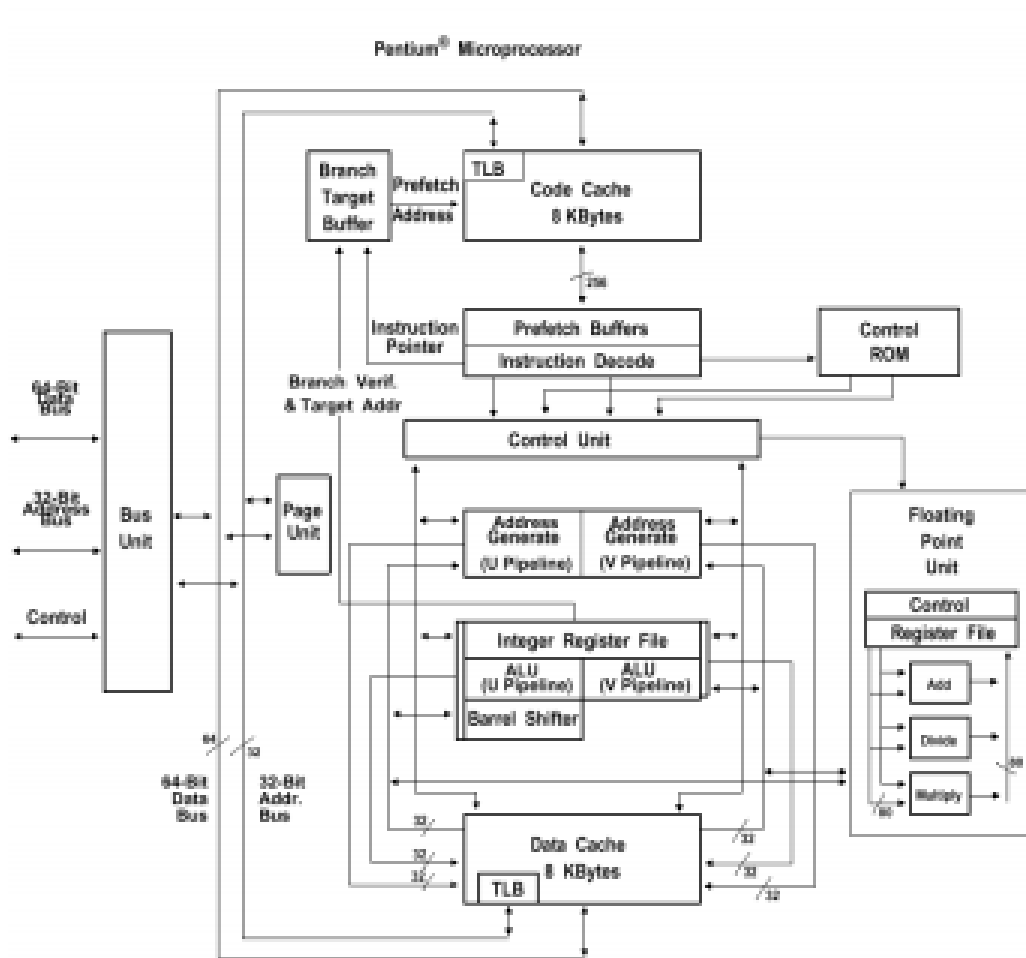 Pentium® Microprocessor
TLB
Code Cache
8 KBytes
Branch
Target
Buffer
Prefetch
Address
256
Instruction
Pointer
Prefetch Buffers
Instruction Decode
Control
ROM
Branch Verif.
& Target Addr
Control Unit
64-Bit
Data
Bus
32-Bit
Address
Bus
Control
Bus
Unit
Page
Unit
Address
Generate
(U Pipeline)
Address
Generate
(V Pipeline)
Floating
Point
Unit
Control
Register File
Add
Divide
Multiply
80
80
Integer Register File
ALU
(U Pipeline)
ALU
(V Pipeline)
Barrel Shifter
64
32
64-Bit
Data
Bus
32-Bit
Addr.
Bus
32
32
32
Data Cache
8 KBytes
TLB
32
32
32